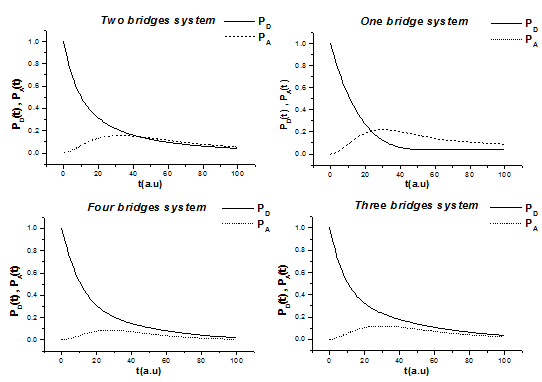 Two bridges system
P_D
P_A
1.0
0.8
0.6
0.4
0.2
0.0
P_D(t) , P_A(t)
0 20 40 60 80 100
t(a.u)
One bridge system
P_D
P_A
1.0
0.8
0.6
0.4
0.2
0.0
P_D(t) , P_A(t)
0 20 40 60 80 100
t(a.u)
Four bridges system
P_D
P_A
1.0
0.8
0.6
0.4
0.2
0.0
P_D(t) , P_A(t)
0 20 40 60 80 100
t(a.u)
Three bridges system
P_D
P_A
1.0
0.8
0.6
0.4
0.2
0.0
P_D(t) , P_A(t)
0 20 40 60 80 100
t(a.u)